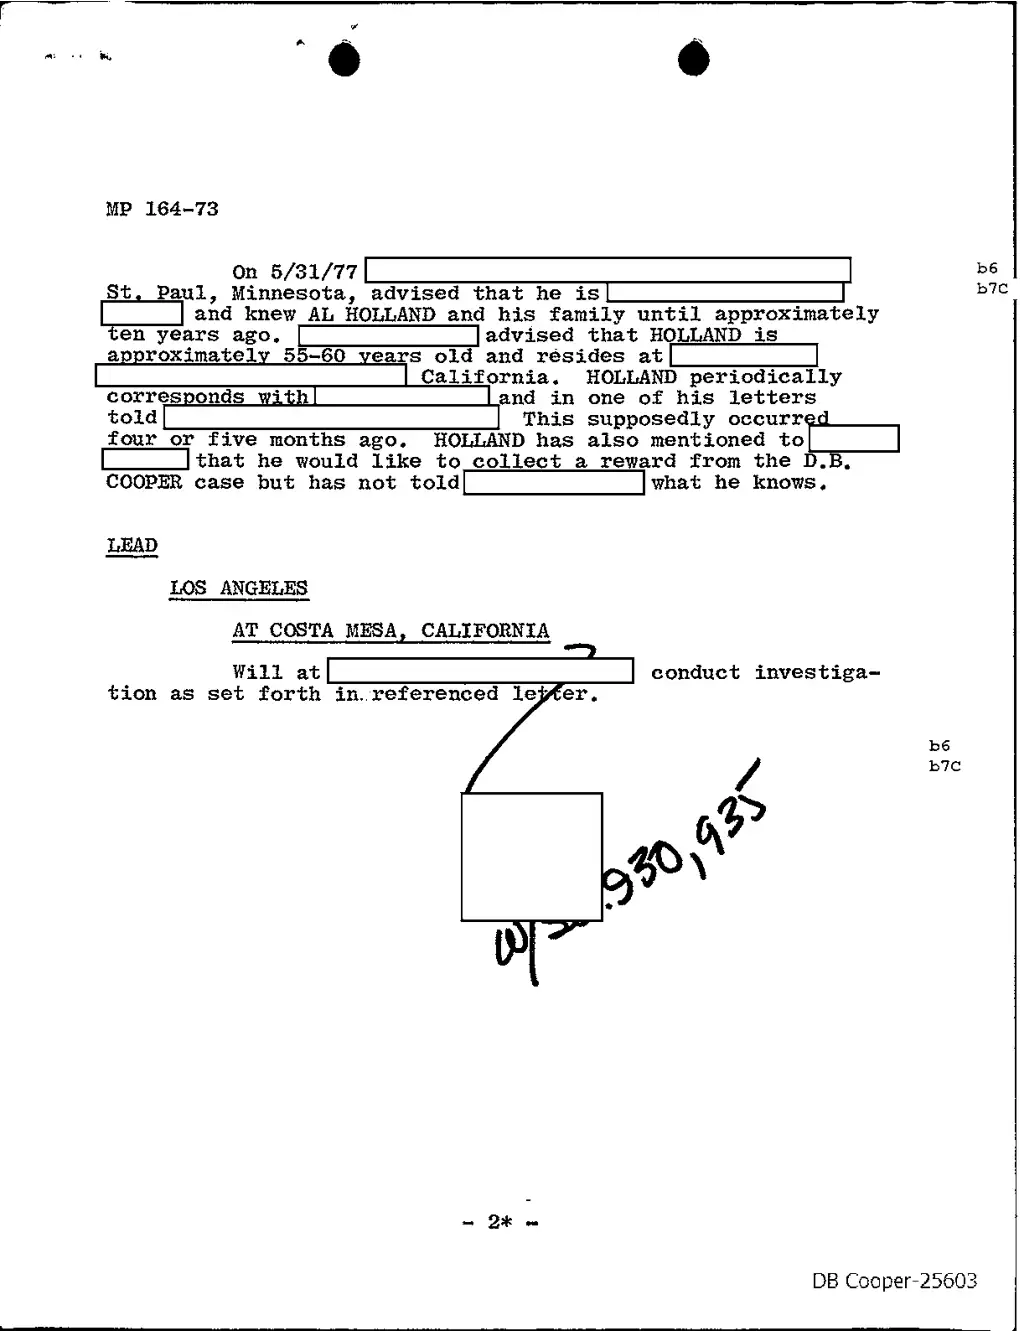 MP 164-73
On 5/31/77
b6
St. Paul, Minnesota, advised that he is
b7C
and knew AL HOLLAND and his family until approximately
ten years ago. advised that HOLLAND is
approximately 55-60 years old and resides at
California. HOLLAND periodically
corresponds with and in one of his letters
told This supposedly occurred
four or five months ago. HOLLAND has also mentioned to
that he would like to collect a reward from the D.B.
COOPER case but has not told what he knows.
LEAD
LOS ANGELES
AT COSTA MESA, CALIFORNIA
Will at conduct investiga-
tion as set forth in referenced letter.
b6
b7C
930,935
- 2* -
DB Cooper-25603